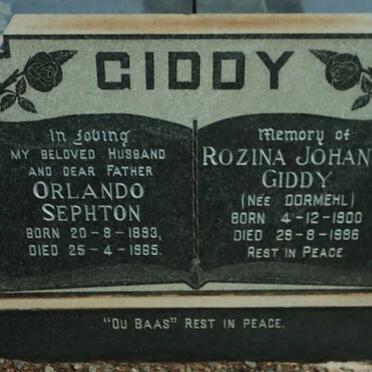 GIDDY
In Loving
MY BELOVED HUSBAND
AND DEAR FATHER
ORLANDO
SEPHTON
BORN 20-8-1893,
DIED 25-4-1965.
Memory of
ROZINA JOHAN
GIDDY
(NÉE DORMEHL)
BORN 4-12-1900
DIED 29-8-1986
REST IN PEACE
"OU BAAS" REST IN PEACE.